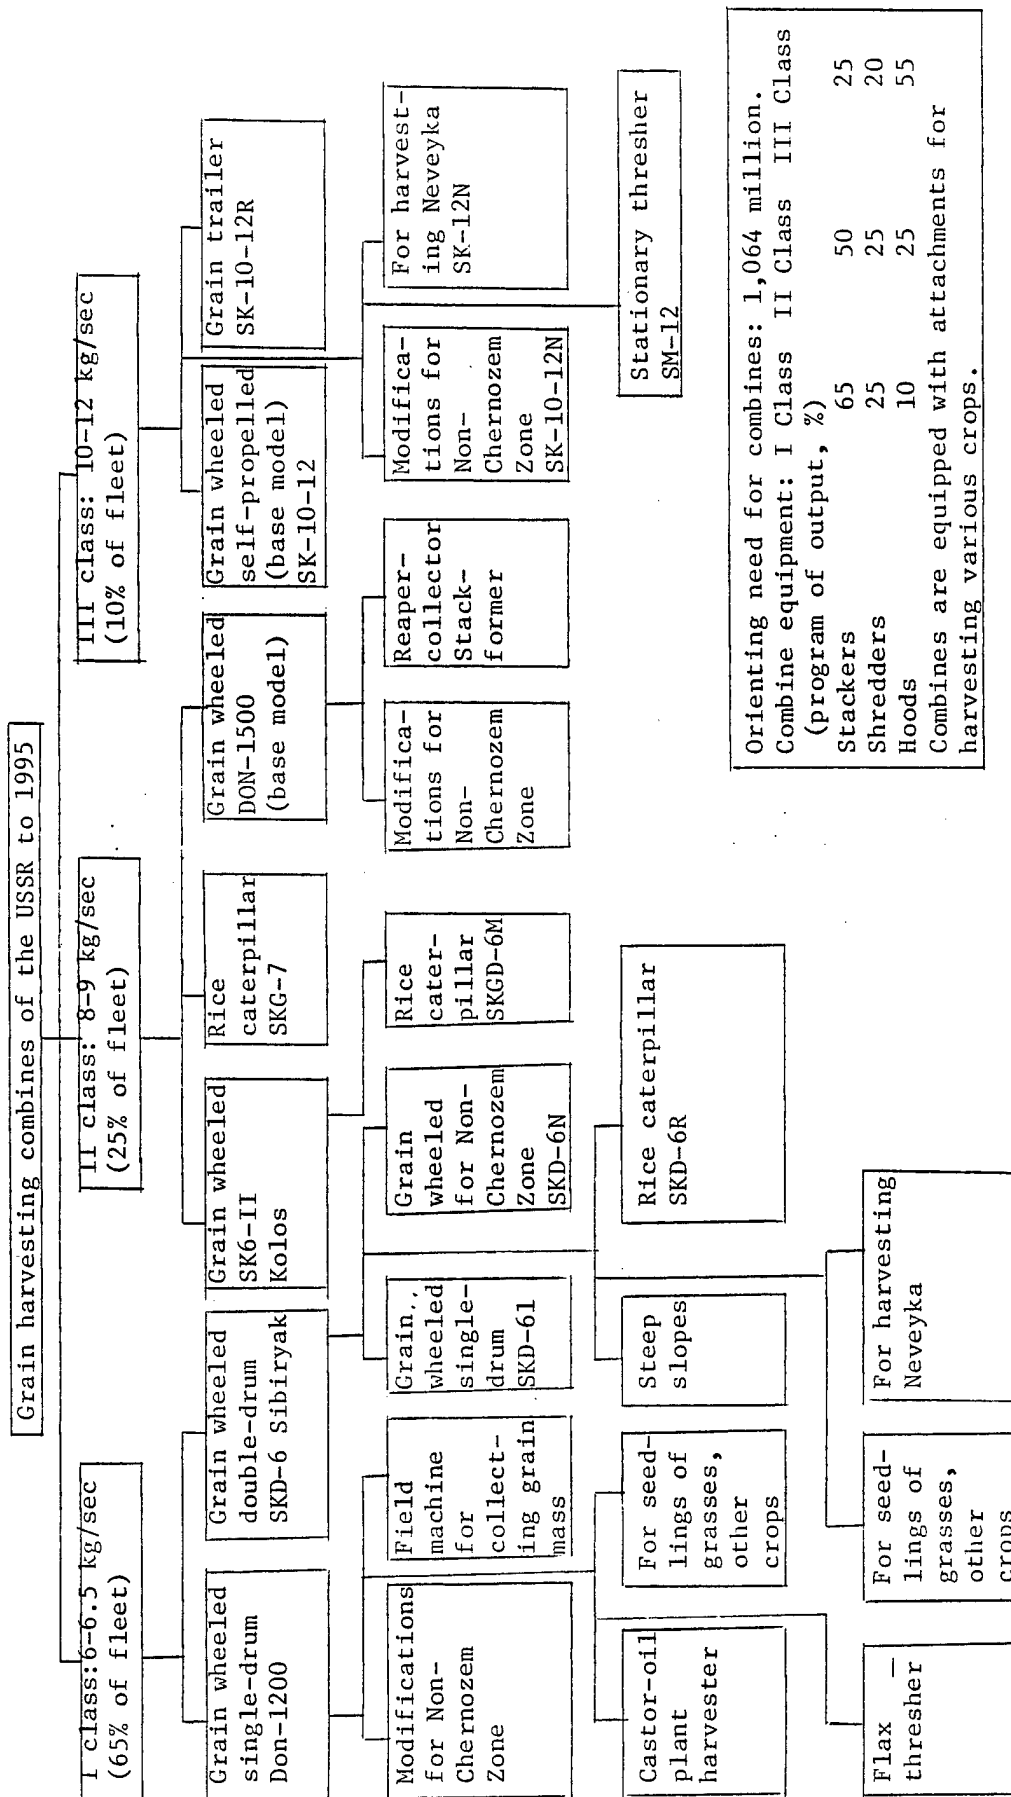 Grain harvesting combines of the USSR to 1995
I class:6-6.5 kg/sec
(65% of fleet)
II class: 8-9 kg/sec
(25% of fleet)
III class: 10-12 kg/sec
(10% of fleet)
Grain wheeled
single-drum
Don-1200
Grain wheeled
double-drum
SKD-6 Sibiryak
Grain wheeled
SK6-II
Kolos
Rice
caterpillar
SKG-7
Grain wheeled
DON-1500
(base model)
Grain wheeled
self-propelled
(base model)
SK-10-12
Grain trailer
SK-10-12R
Modifications
for Non-
Chernozem
Zone
Field
machine
for
collect-
ing grain
mass
Grain,
wheeled
single-
drum
SKD-61
Grain
wheeled
for Non-
Chernozem
Zone
SKD-6N
Rice
cater-
pillar
SKGD-6M
Modifica-
tions for
Non-
Chernozem
Zone
Reaper-
collector
Stack-
former
Modifica-
tions for
Non-
Chernozem
Zone
SK-10-12N
For harvest-
ing Neveyka
SK-12N
Castor-oil
plant
harvester
For seed-
lings of
grasses,
other
crops
Steep
slopes
Rice caterpillar
SKD-6R
Stationary thresher
SM-12
Flax —
thresher
For seed-
lings of
grasses,
other
crops
For harvesting
Neveyka
Orienting need for combines: 1,064 million.
Combine equipment: I Class II Class III Class
(program of output, %)
Stackers 65 50 25
Shredders 25 25 20
Hoods 10 25 55
Combines are equipped with attachments for
harvesting various crops.